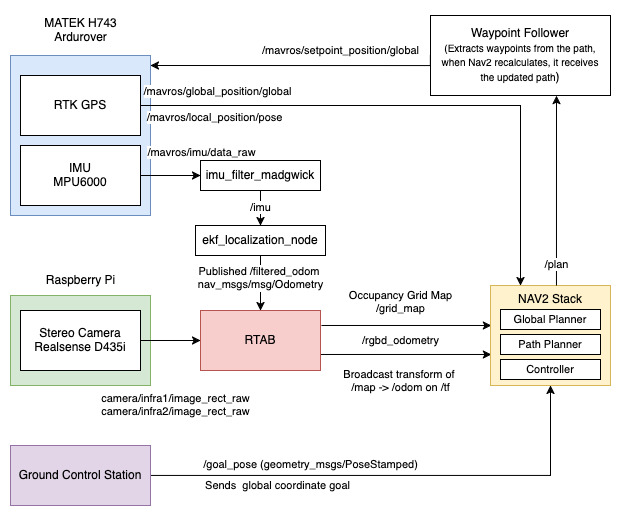 MATEK H743
Ardurover
RTK GPS
IMU
MPU6000
Waypoint Follower
(Extracts waypoints from the path,
when Nav2 recalculates, it receives
the updated path)
/mavros/setpoint_position/global
/mavros/global_position/global
/mavros/local_position/pose
/mavros/imu/data_raw
imu_filter_madgwick
/imu
ekf_localization_node
Published /filtered_odom
nav_msgs/msg/Odometry
/plan
Raspberry Pi
Stereo Camera
Realsense D435i
camera/infra1/image_rect_raw
camera/infra2/image_rect_raw
RTAB
Occupancy Grid Map
/grid_map
/rgbd_odometry
Broadcast transform of
/map -> /odom on /tf
NAV2 Stack
Global Planner
Path Planner
Controller
Ground Control Station
/goal_pose (geometry_msgs/PoseStamped)
Sends global coordinate goal